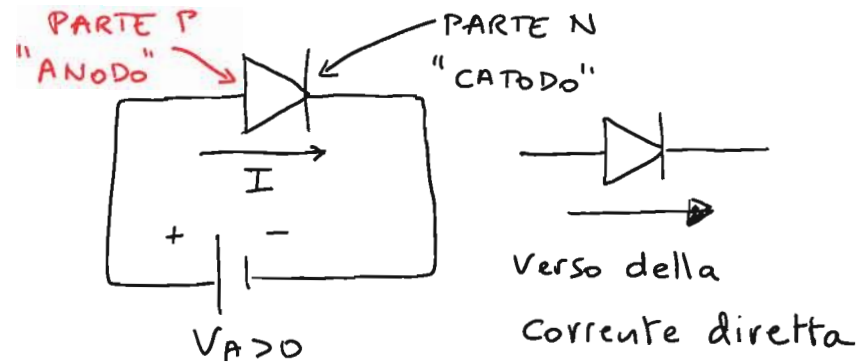 PARTE P
"ANODO"
PARTE N
"CATODO"
I
+ -
VA>0
Verso della
Corrente diretta